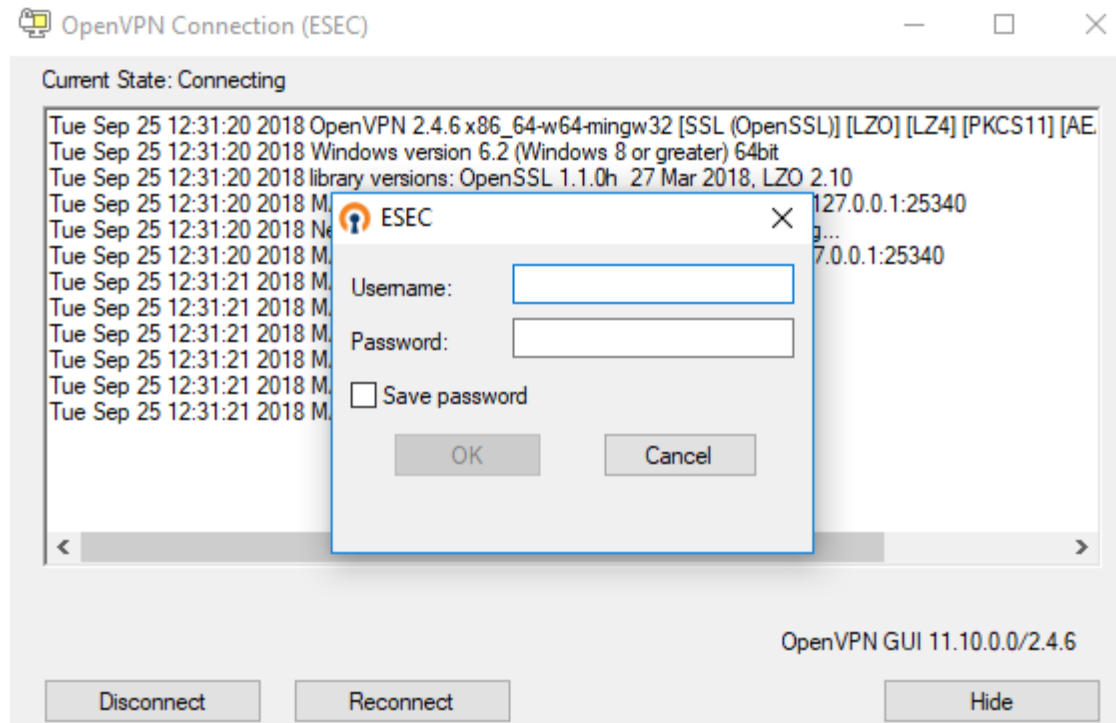 OpenVPN Connection (ESEC)
Current State: Connecting
Tue Sep 25 12:31:20 2018 OpenVPN 2.4.6 x86_64-w64-mingw32 [SSL (OpenSSL)] [LZO] [LZ4] [PKCS11] [AE
Tue Sep 25 12:31:20 2018 Windows version 6.2 (Windows 8 or greater) 64bit
Tue Sep 25 12:31:20 2018 library versions: OpenSSL 1.1.0h 27 Mar 2018, LZO 2.10
Tue Sep 25 12:31:20 2018 M 127.0.0.1:25340
Tue Sep 25 12:31:20 2018 Ne g...
Tue Sep 25 12:31:20 2018 M 7.0.0.1:25340
Tue Sep 25 12:31:21 2018 M
Tue Sep 25 12:31:21 2018 M
Tue Sep 25 12:31:21 2018 M
Tue Sep 25 12:31:21 2018 M
Tue Sep 25 12:31:21 2018 M
Tue Sep 25 12:31:21 2018 M
ESEC
Username:
Password:
Save password
OK Cancel
OpenVPN GUI 11.10.0.0/2.4.6
Disconnect Reconnect Hide